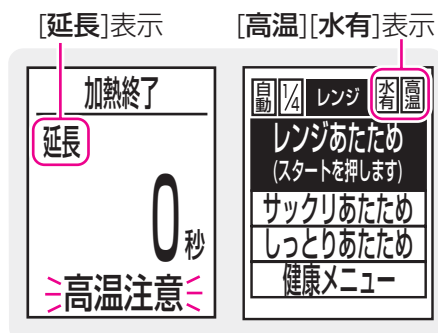 [延長]表示
[高温][水有]表示
加熱終了
延長
0秒
高温注意
自動 1/4 レンジ 水有 高温
レンジあたため
(スタートを押します)
サックリあたため
しっとりあたため
健康メニュー